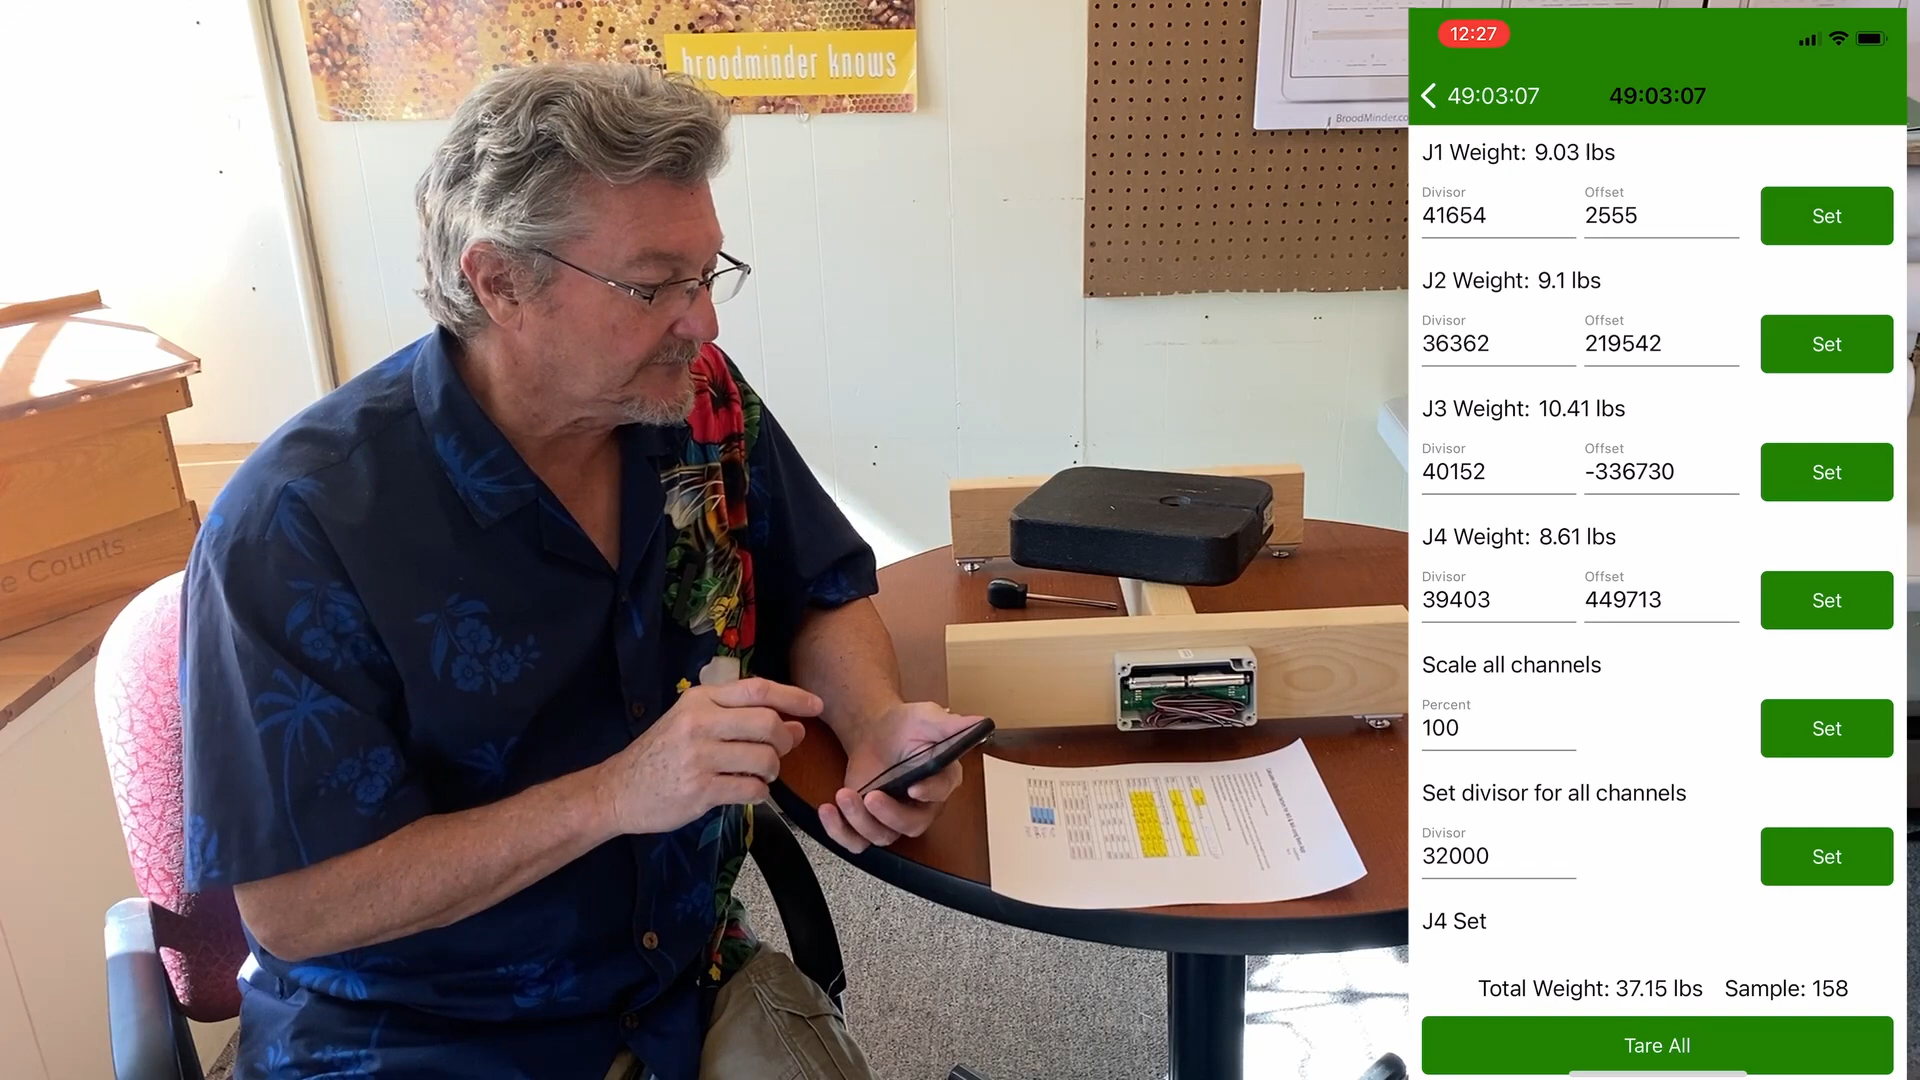 broodminder knows
BroodMinder.co
e Counts
12:27
49:03:07 49:03:07
J1 Weight: 9.03 lbs
Divisor Offset
41654 2555 Set
J2 Weight: 9.1 lbs
Divisor Offset
36362 219542 Set
J3 Weight: 10.41 lbs
Divisor Offset
40152 -336730 Set
J4 Weight: 8.61 lbs
Divisor Offset
39403 449713 Set
Scale all channels
Percent
100 Set
Set divisor for all channels
Divisor
32000 Set
J4 Set
Total Weight: 37.15 lbs Sample: 158
Tare All